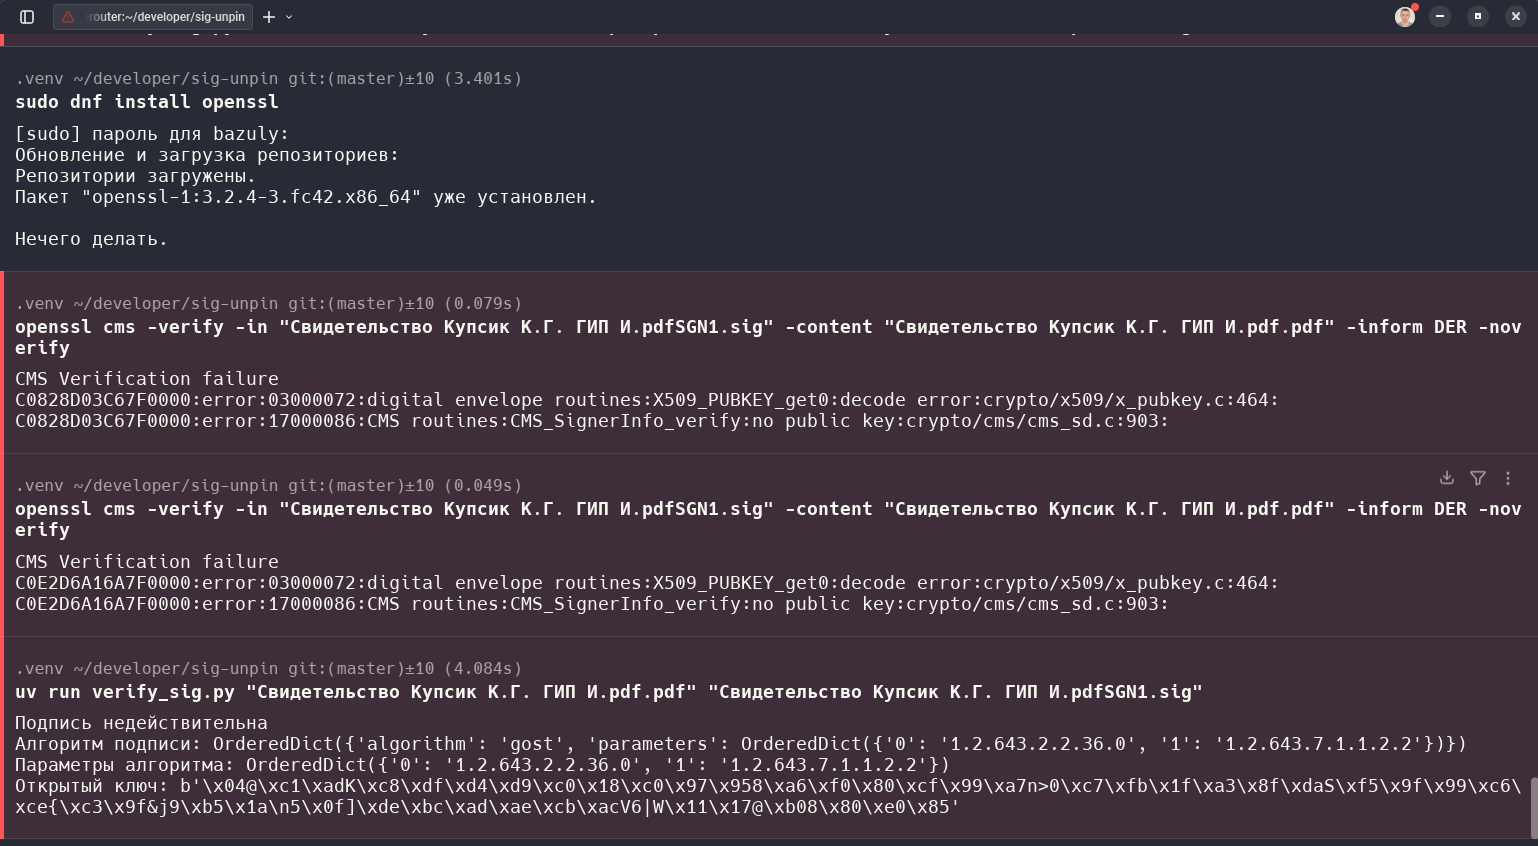 router:~/developer/sig-unpin
.venv ~/developer/sig-unpin git:(master)±10 (3.401s)
sudo dnf install openssl
[sudo] пароль для bazuly:
Обновление и загрузка репозиториев:
Репозитории загружены.
Пакет "openssl-1:3.2.4-3.fc42.x86_64" уже установлен.
Нечего делать.
.venv ~/developer/sig-unpin git:(master)±10 (0.079s)
openssl cms -verify -in "Свидетельство Купсик К.Г. ГИП И.pdfSGN1.sig" -content "Свидетельство Купсик К.Г. ГИП И.pdf.pdf" -inform DER -nov
erify
CMS Verification failure
C0828D03C67F0000:error:03000072:digital envelope routines:X509_PUBKEY_get0:decode error:crypto/x509/x_pubkey.c:464:
C0828D03C67F0000:error:17000086:CMS routines:CMS_SignerInfo_verify:no public key:crypto/cms/cms_sd.c:903:
.venv ~/developer/sig-unpin git:(master)±10 (0.049s)
openssl cms -verify -in "Свидетельство Купсик К.Г. ГИП И.pdfSGN1.sig" -content "Свидетельство Купсик К.Г. ГИП И.pdf.pdf" -inform DER -nov
erify
CMS Verification failure
C0E2D6A16A7F0000:error:03000072:digital envelope routines:X509_PUBKEY_get0:decode error:crypto/x509/x_pubkey.c:464:
C0E2D6A16A7F0000:error:17000086:CMS routines:CMS_SignerInfo_verify:no public key:crypto/cms/cms_sd.c:903:
.venv ~/developer/sig-unpin git:(master)±10 (4.084s)
uv run verify_sig.py "Свидетельство Купсик К.Г. ГИП И.pdf.pdf" "Свидетельство Купсик К.Г. ГИП И.pdfSGN1.sig"
Подпись недействительна
Алгоритм подписи: OrderedDict({'algorithm': 'gost', 'parameters': OrderedDict({'0': '1.2.643.2.2.36.0', '1': '1.2.643.7.1.1.2.2'})})
Параметры алгоритма: OrderedDict({'0': '1.2.643.2.2.36.0', '1': '1.2.643.7.1.1.2.2'})
Открытый ключ: b'\x04@\xc1\xadK\xc8\xdf\xd4\xd9\xc0\x18\xc0\x97\x958\xa6\xf0\x80\xcf\x99\xa7n>0\xc7\xfb\x1f\xa3\x8f\xdaS\xf5\x9f\x99\xc6\
xce{\xc3\x9f&j9\xb5\x1a\n5\x0f]\xde\xbc\xad\xae\xcb\xacV6|W\x11\x17@\xb08\x80\xe0\x85'